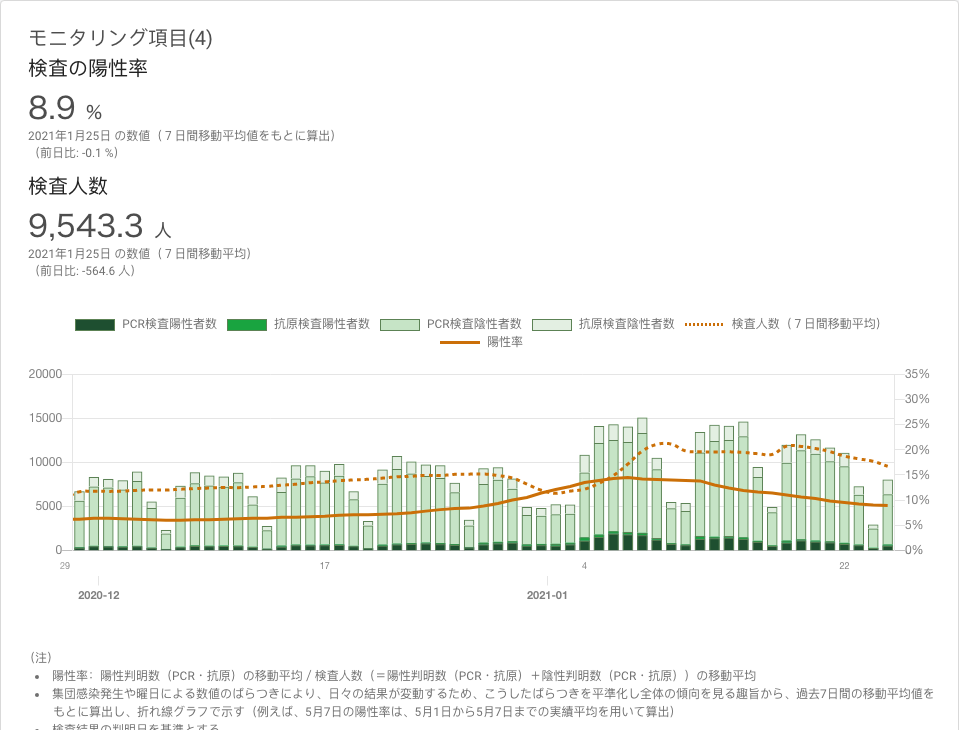 モニタリング項目(4)
検査の陽性率
8.9 %
2021年1月25日 の数値（７日間移動平均値をもとに算出）
（前日比: -0.1 %）
検査人数
9,543.3 人
2021年1月25日 の数値（７日間移動平均）
（前日比: -564.6 人）
PCR検査陽性者数 抗原検査陽性者数 PCR検査陰性者数 抗原検査陰性者数 検査人数（７日間移動平均）
陽性率
20000 35%
30%
15000 25%
20%
10000 15%
10%
5000 5%
0 0%
29 17 4 22
2020-12 2021-01
（注）
• 陽性率：陽性判明数（PCR・抗原）の移動平均 / 検査人数（＝陽性判明数（PCR・抗原）＋陰性判明数（PCR・抗原））の移動平均
• 集団感染発生や曜日による数値のばらつきにより、日々の結果が変動するため、こうしたばらつきを平準化し全体の傾向を見る趣旨から、過去7日間の移動平均値を
もとに算出し、折れ線グラフで示す（例えば、5月7日の陽性率は、5月1日から5月7日までの実績平均を用いて算出）
• 検査結果の判明日を基準とする